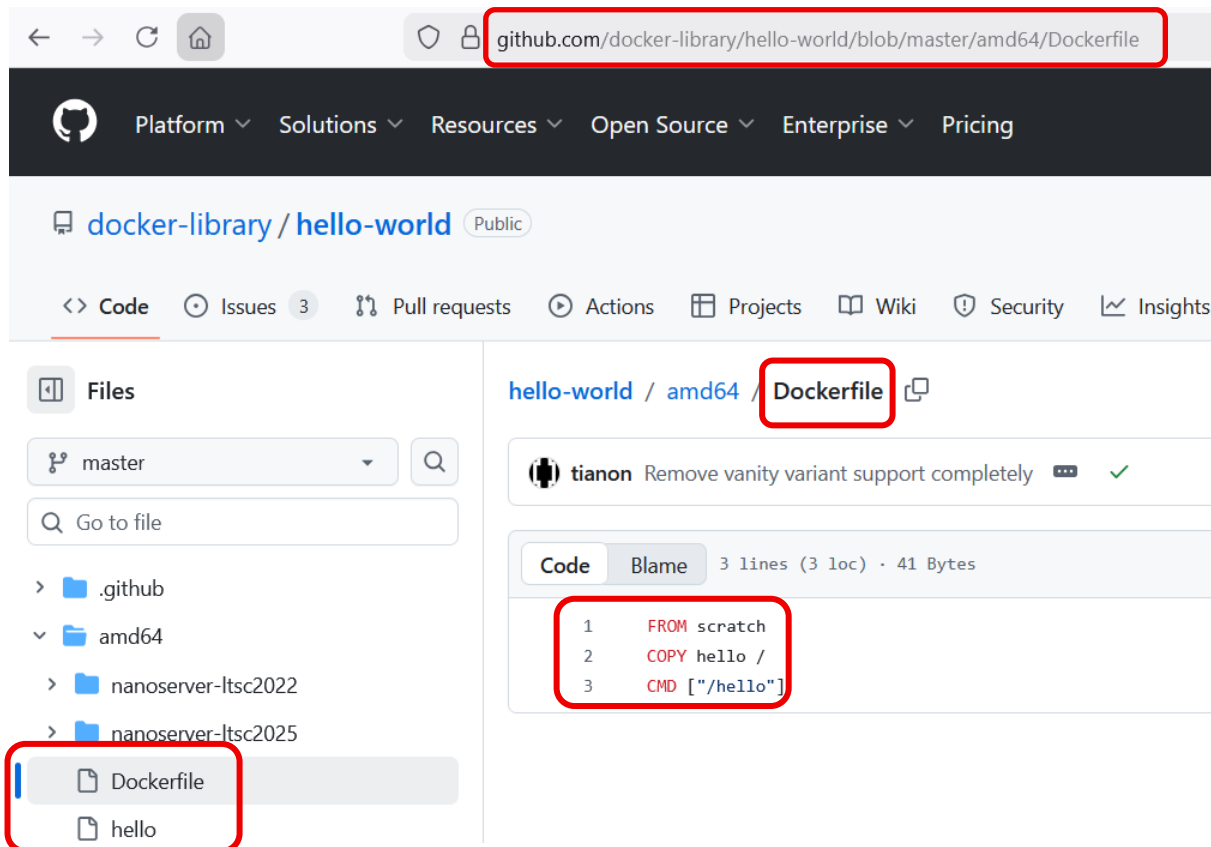 github.com/docker-library/hello-world/blob/master/amd64/Dockerfile
Platform Solutions Resources Open Source Enterprise Pricing
docker-library / hello-world Public
Code Issues 3 Pull requests Actions Projects Wiki Security Insights
Files
master
Go to file
.github
amd64
nanoserver-ltsc2022
nanoserver-ltsc2025
Dockerfile
hello
hello-world / amd64 / Dockerfile
tianon Remove vanity variant support completely
Code Blame 3 lines (3 loc) · 41 Bytes
1 FROM scratch
2 COPY hello /
3 CMD ["/hello"]